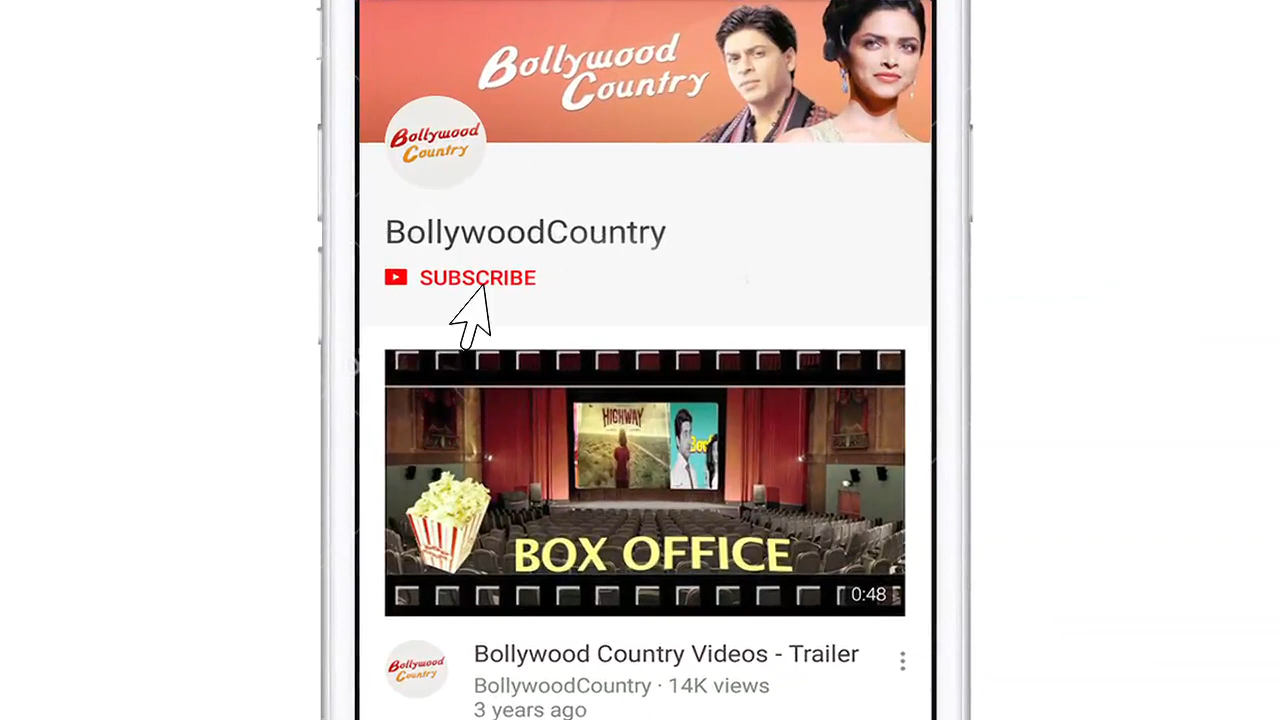 Bollywood
Country
Bollywood
Country
BollywoodCountry
SUBSCRIBE
HIGHWAY
BOX OFFICE
0:48
Bollywood
Country
Bollywood Country Videos - Trailer
BollywoodCountry · 14K views
3 years ago